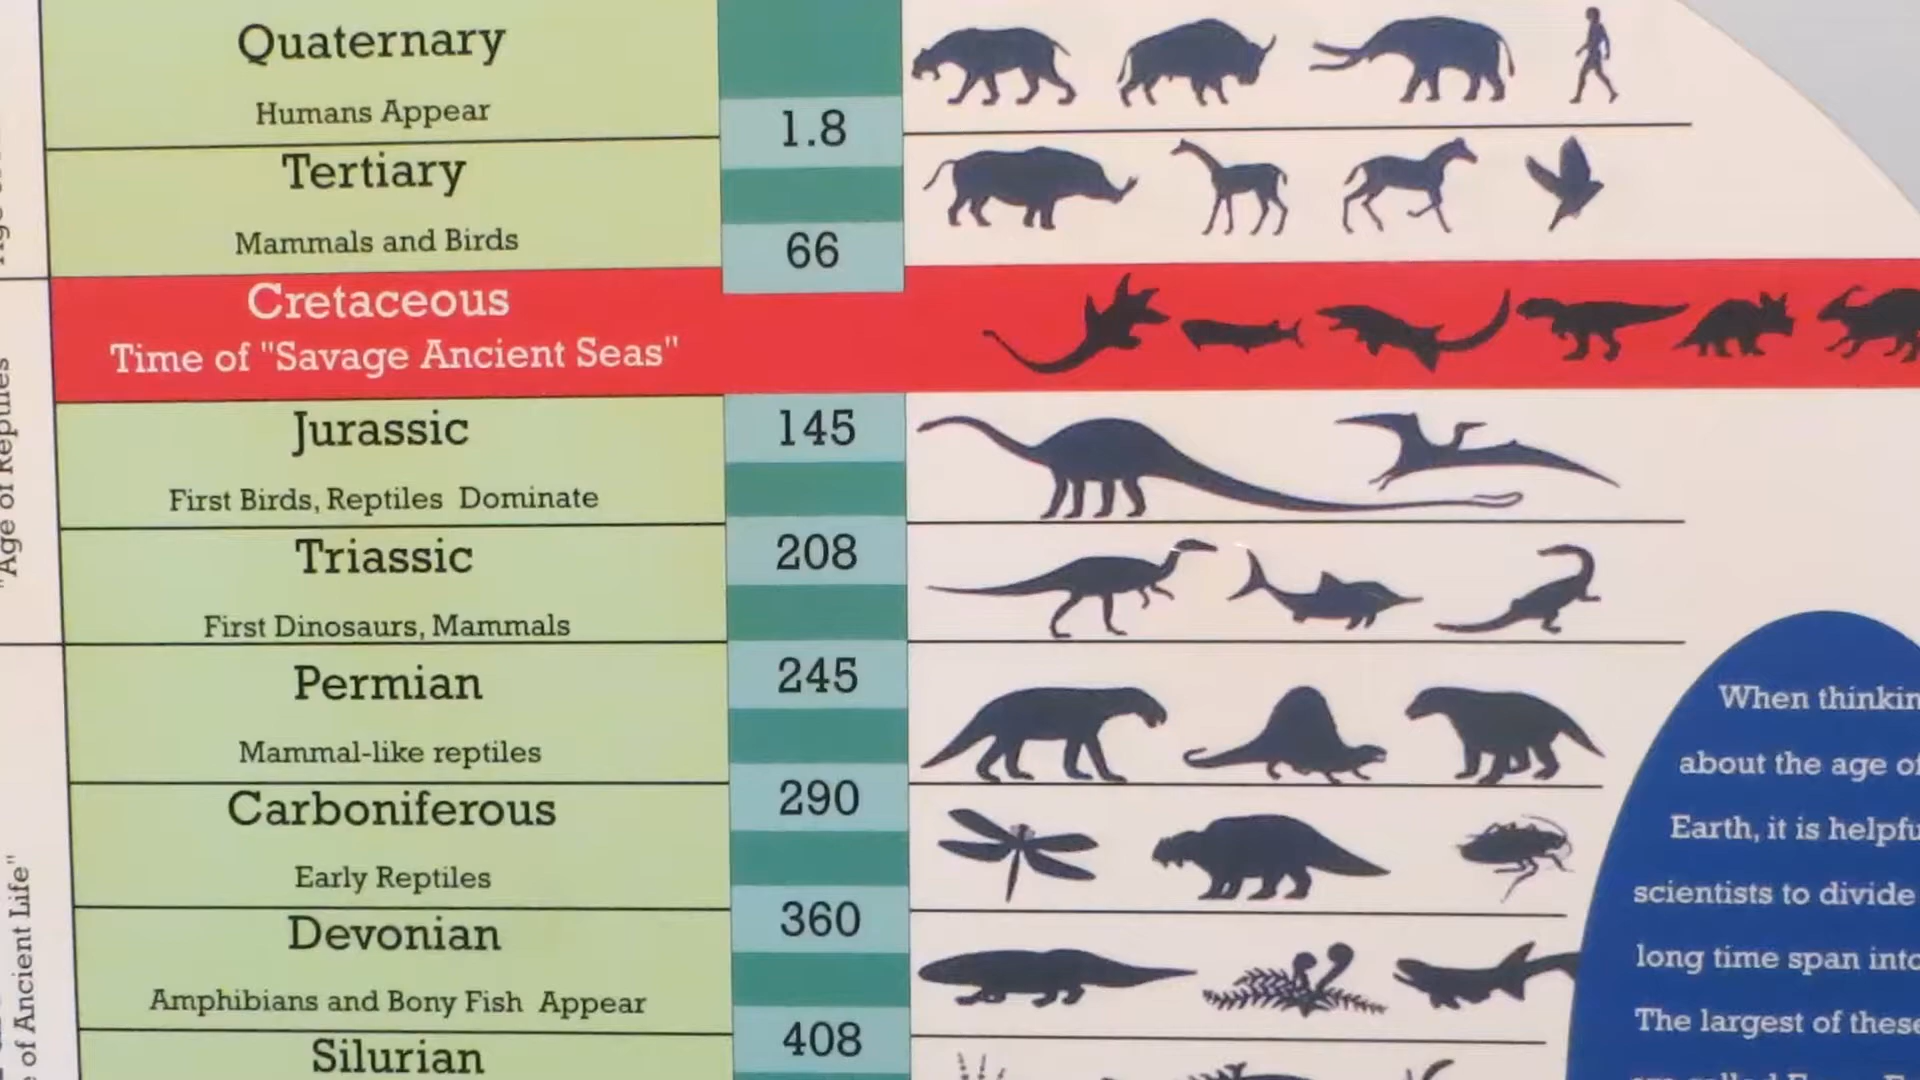 Quaternary
Humans Appear
1.8
Tertiary
Mammals and Birds
66
Cretaceous
Time of "Savage Ancient Seas"
145
Jurassic
First Birds, Reptiles Dominate
208
Triassic
First Dinosaurs, Mammals
245
Permian
Mammal-like reptiles
290
Carboniferous
Early Reptiles
360
Devonian
Amphibians and Bony Fish Appear
408
Silurian
"Age of Reptiles
of Ancient Life"
When thinkin
about the age of
Earth, it is helpfu
scientists to divide
long time span into
The largest of these